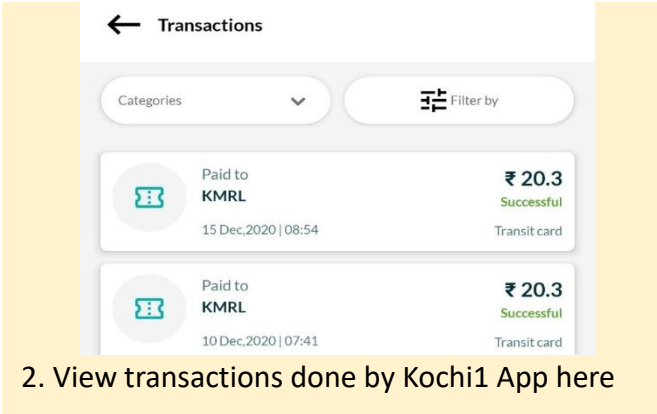 Transactions
Categories
Filter by
Paid to
KMRL
15 Dec,2020 | 08:54
₹ 20.3
Successful
Transit card
Paid to
KMRL
10 Dec,2020 | 07:41
₹ 20.3
Successful
Transit card
2. View transactions done by Kochi1 App here